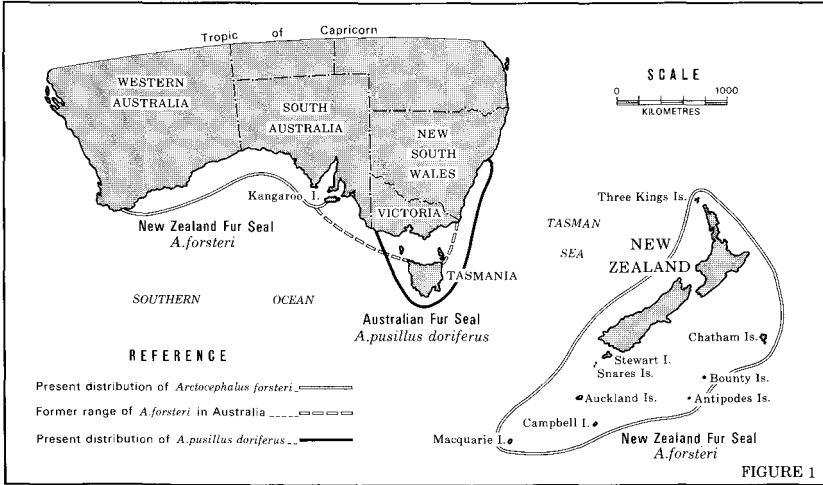 Tropic of Capricorn
WESTERN
AUSTRALIA
SOUTH
AUSTRALIA
NEW
SOUTH
WALES
VICTORIA
Kangaroo I.
New Zealand Fur Seal
A.forsteri
TASMANIA
SOUTHERN OCEAN
Australian Fur Seal
A.pusillus doriferus
SCALE
0 1000
KILOMETRES
Three Kings Is.
TASMAN
SEA
NEW
ZEALAND
Chatham Is.
Stewart I.
Snares Is.
Bounty Is.
Auckland Is.
Antipodes Is.
Campbell I.
Macquarie I.
New Zealand Fur Seal
A.forsteri
REFERENCE
Present distribution of Arctocephalus forsteri
Former range of A.forsteri in Australia
Present distribution of A.pusillus doriferus
FIGURE 1